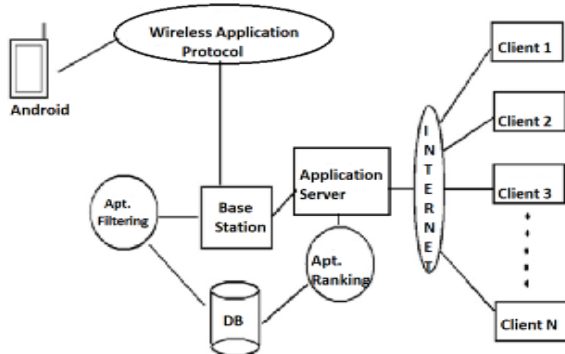 Wireless Application
Protocol
Android
Client 1
Client 2
Client 3
Client N
INTERNET
Application
Server
Base
Station
Apt.
Filtering
Apt.
Ranking
DB